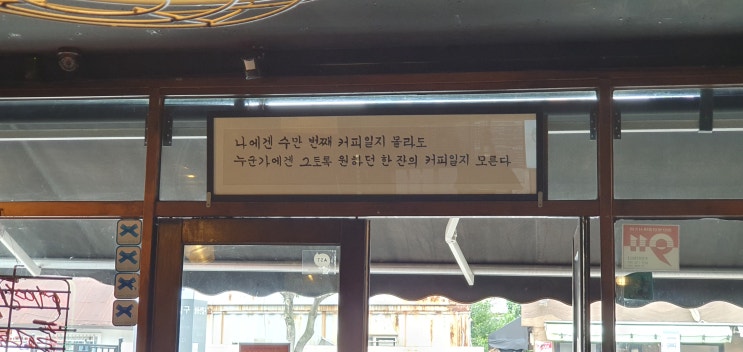 나에겐 수만 번째 커피일지 몰라도
누군가에겐 그토록 원하던 한 잔의 커피일지 모른다.